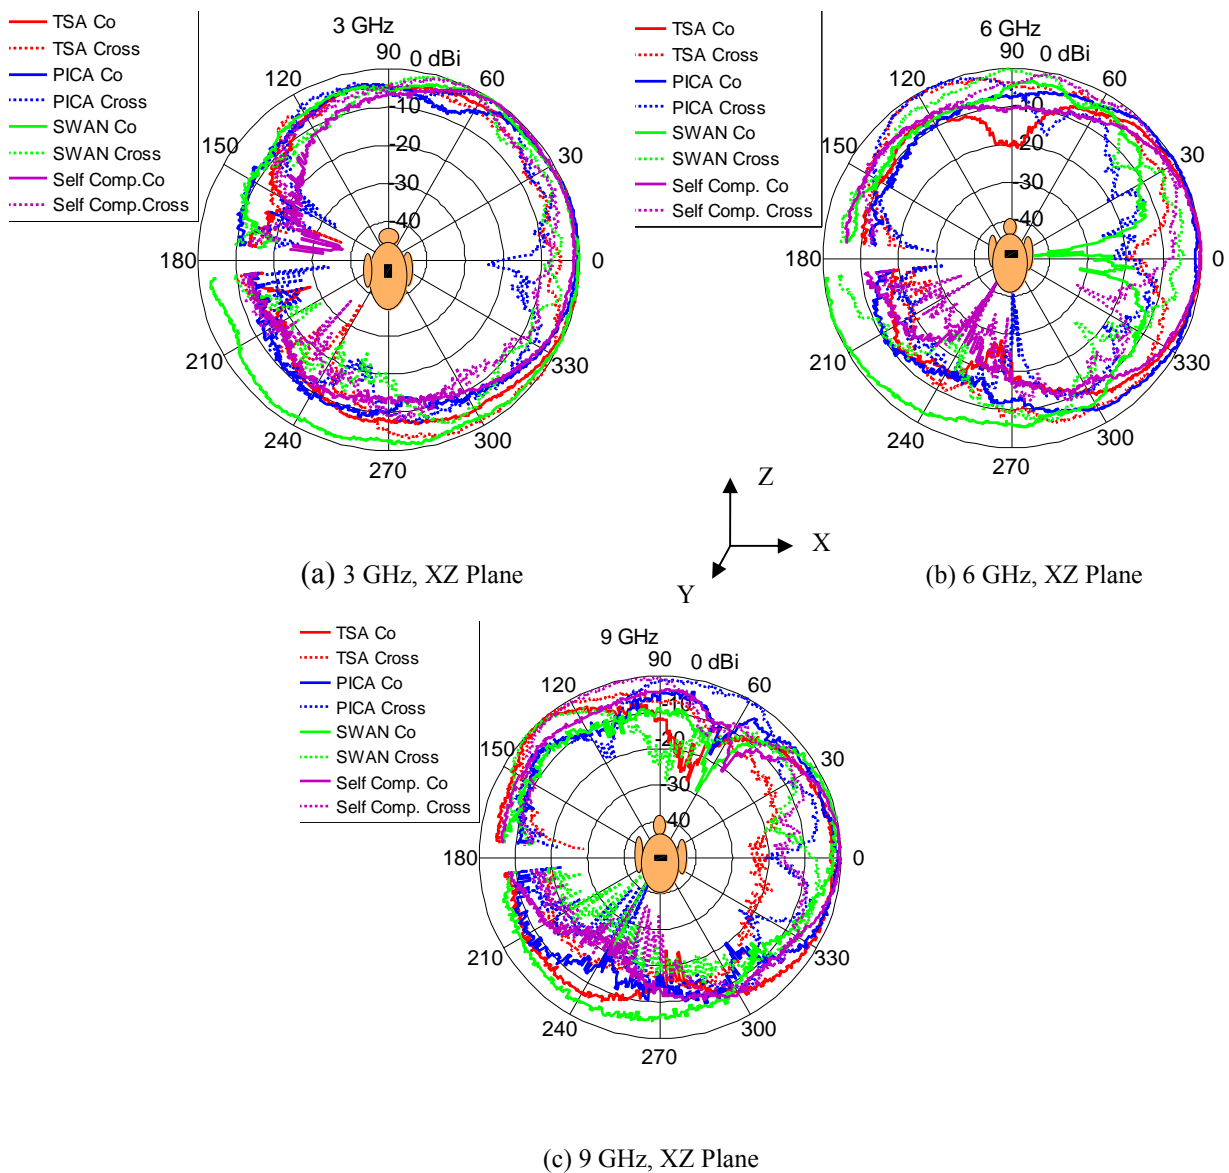 TSA Co
TSA Cross
PICA Co
PICA Cross
SWAN Co
SWAN Cross
Self Comp.Co
Self Comp.Cross
3 GHz
90
0 dBi
120
60
150
30
180
0
210
330
240
300
270
-10
-20
-30
-40
(a) 3 GHz, XZ Plane
TSA Co
TSA Cross
PICA Co
PICA Cross
SWAN Co
SWAN Cross
Self Comp. Co
Self Comp. Cross
6 GHz
90
0 dBi
120
60
150
30
180
0
210
330
240
300
270
-10
-20
-30
-40
(b) 6 GHz, XZ Plane
Z
X
Y
TSA Co
TSA Cross
PICA Co
PICA Cross
SWAN Co
SWAN Cross
Self Comp. Co
Self Comp. Cross
9 GHz
90
0 dBi
120
60
150
30
180
0
210
330
240
300
270
-10
-20
-30
-40
(c) 9 GHz, XZ Plane